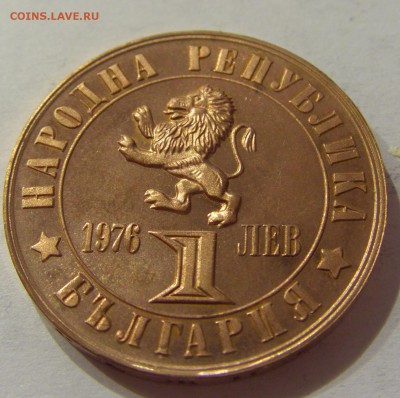 COINS.LAVE.RU
НАРОДНА РЕПУБЛИКА
1976 ЛЕВ
1
БЪЛГАРИЯ